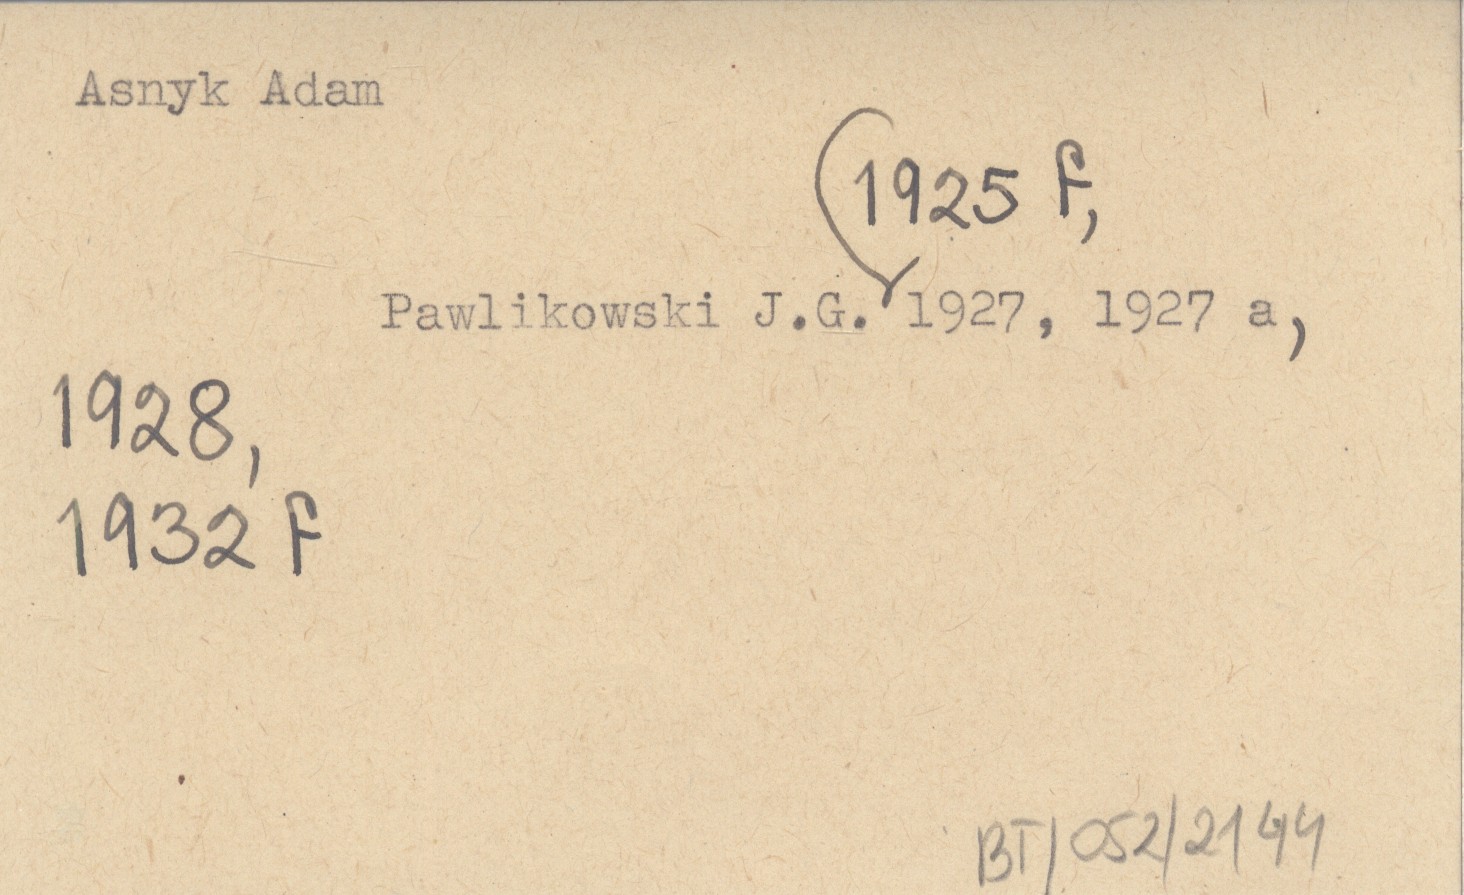 Asnyk Adam
1925 f,
Pawlikowski J.G. 1927, 1927 a,
1928,
1932 f
BT/052/2144